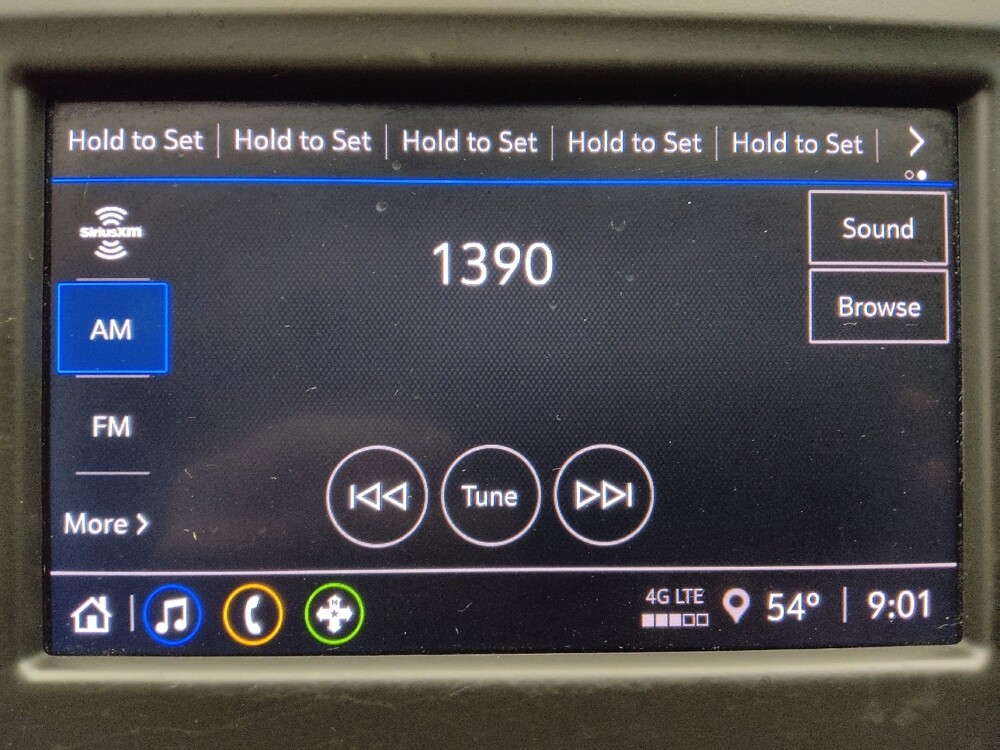 Hold to Set Hold to Set Hold to Set Hold to Set Hold to Set
SiriusXM
Sound
1390
Browse
AM
FM
Tune
More
N
4G LTE
54° 9:01